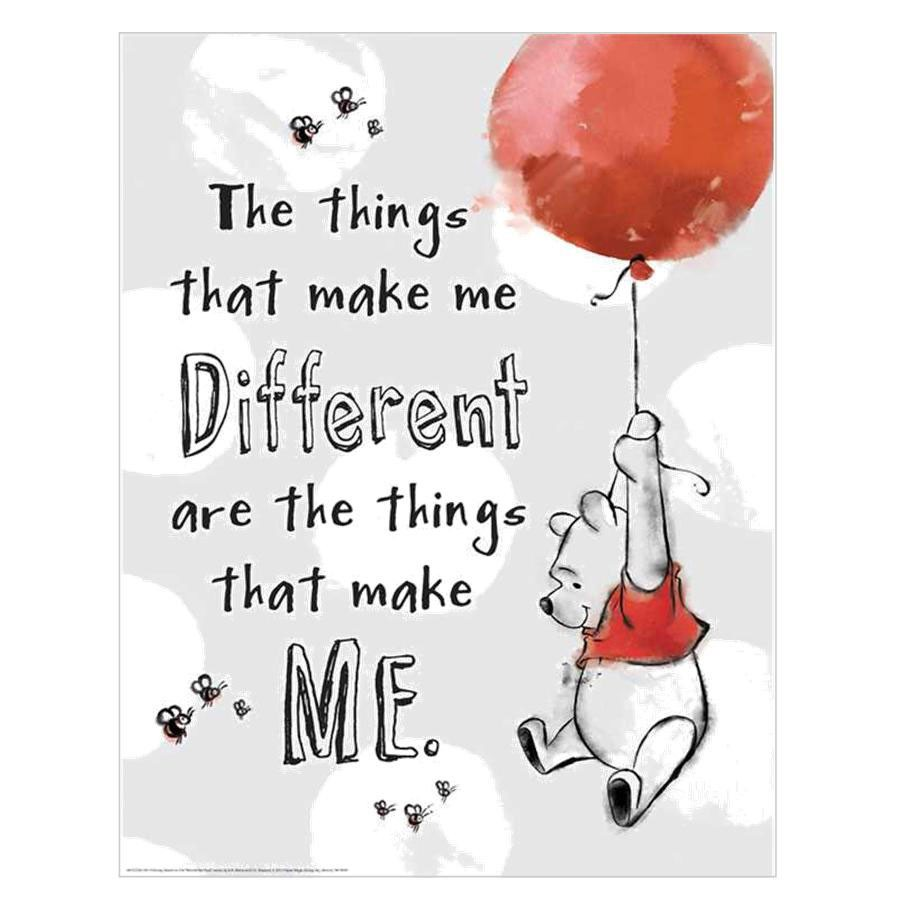 The things
that make me
Different
are the things
that make
ME.